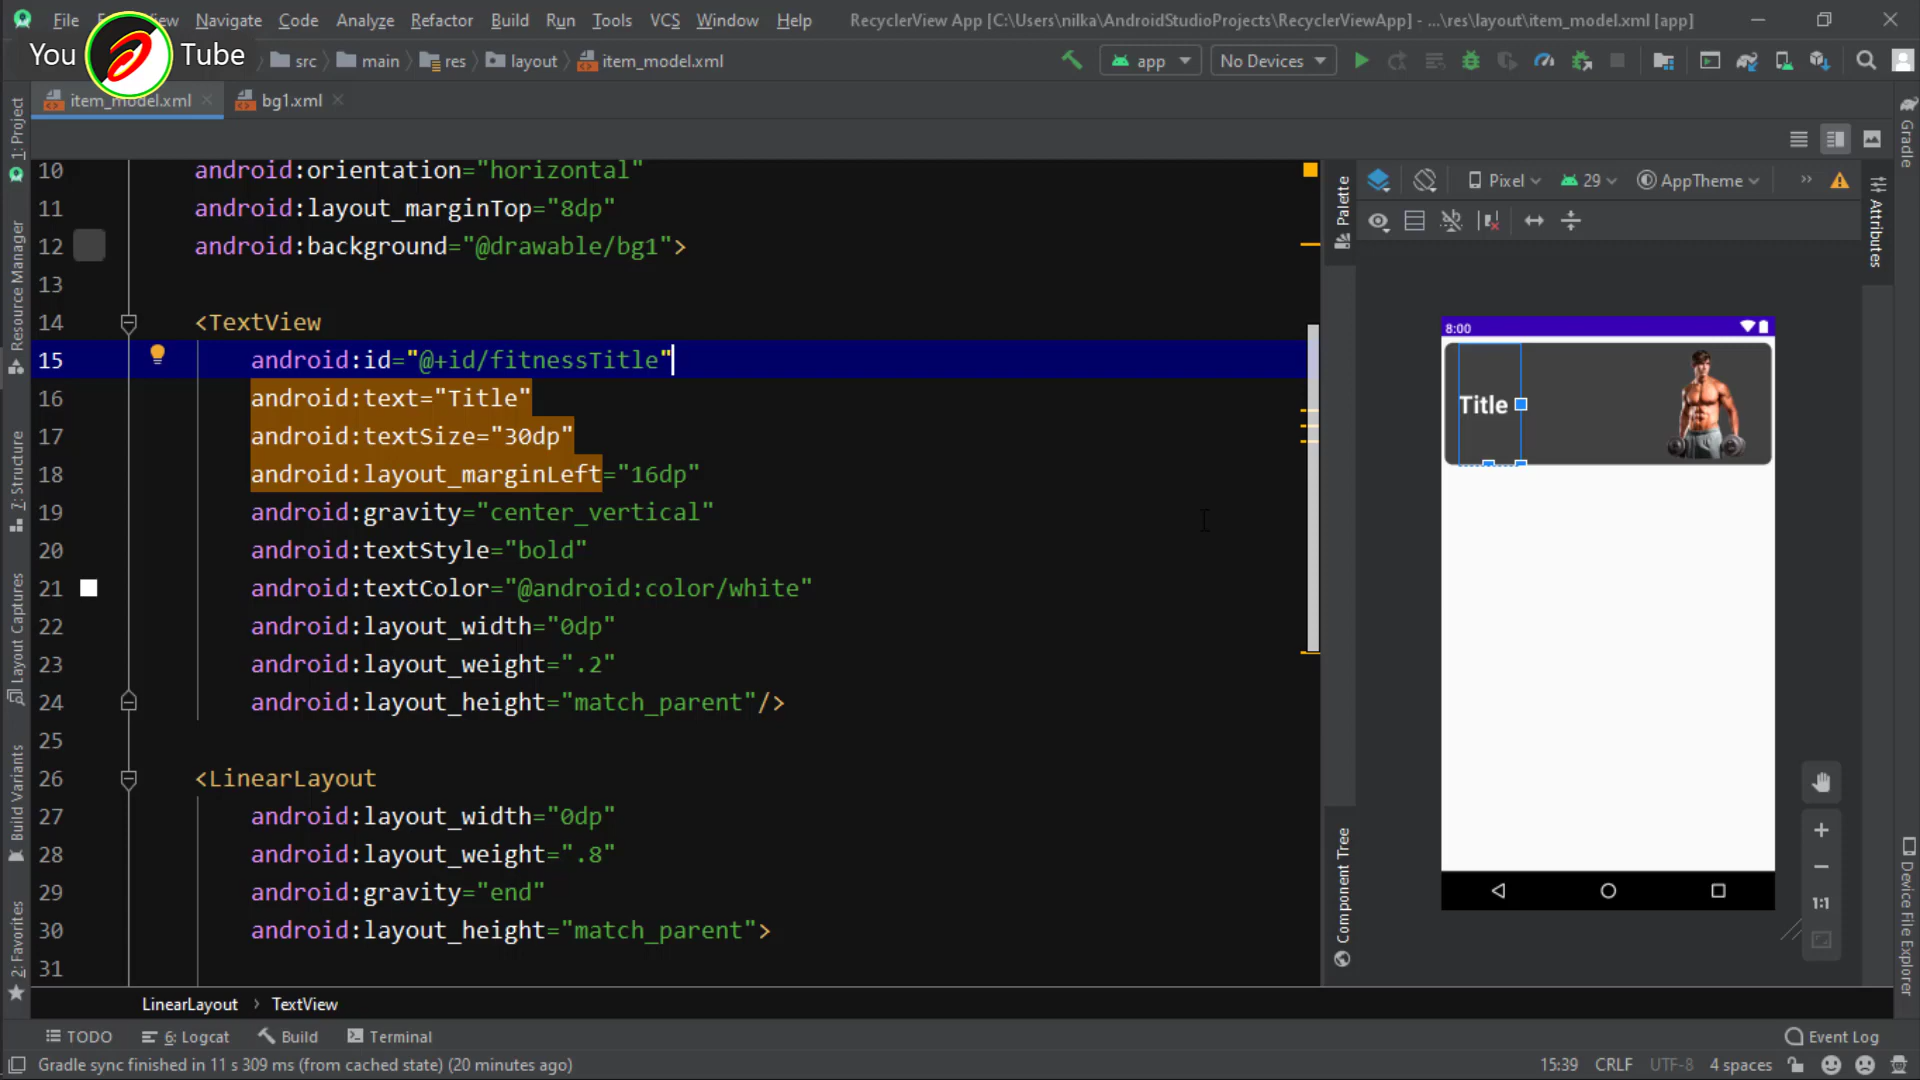 File View Navigate Code Analyze Refactor Build Run Tools VCS Window Help RecyclerView App [C:\Users\nilka\AndroidStudioProjects\RecyclerViewApp] - ...\res\layout\item_model.xml [app]
You Tube
src main res layout item_model.xml app No Devices
item_model.xml bg1.xml
10 android:orientation="horizontal"
11 android:layout_marginTop="8dp"
12 android:background="@drawable/bg1">
13
14 <TextView
15 android:id="@+id/fitnessTitle"
16 android:text="Title"
17 android:textSize="30dp"
18 android:layout_marginLeft="16dp"
19 android:gravity="center_vertical"
20 android:textStyle="bold"
21 android:textColor="@android:color/white"
22 android:layout_width="0dp"
23 android:layout_weight=".2"
24 android:layout_height="match_parent"/>
25
26 <LinearLayout
27 android:layout_width="0dp"
28 android:layout_weight=".8"
29 android:gravity="end"
30 android:layout_height="match_parent">
31
LinearLayout > TextView
1: Project
Resource Manager
7: Structure
Layout Captures
Build Variants
2: Favorites
Palette
Component Tree
Pixel 29 AppTheme »
8:00
Title
1:1
Gradle
Attributes
Device File Explorer
TODO 6: Logcat Build Terminal Event Log
Gradle sync finished in 11 s 309 ms (from cached state) (20 minutes ago) 15:39 CRLF UTF-8 4 spaces